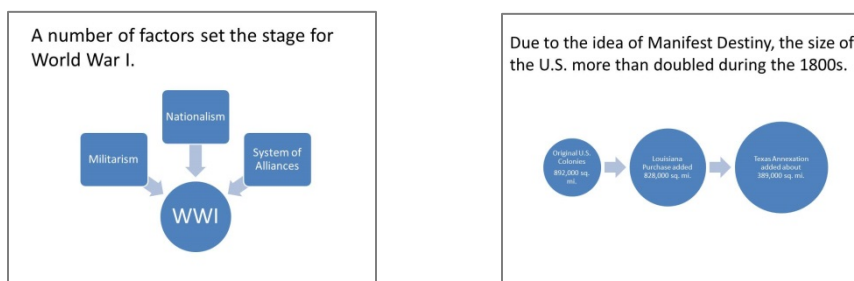 A number of factors set the stage for
World War I.
Nationalism
Militarism
System of
Alliances
WWI
Due to the idea of Manifest Destiny, the size of
the U.S. more than doubled during the 1800s.
Original U.S.
Colonies
892,000 sq.
mi.
Louisiana
Purchase added
828,000 sq. mi.
Texas Annexation
added about
389,000 sq. mi.